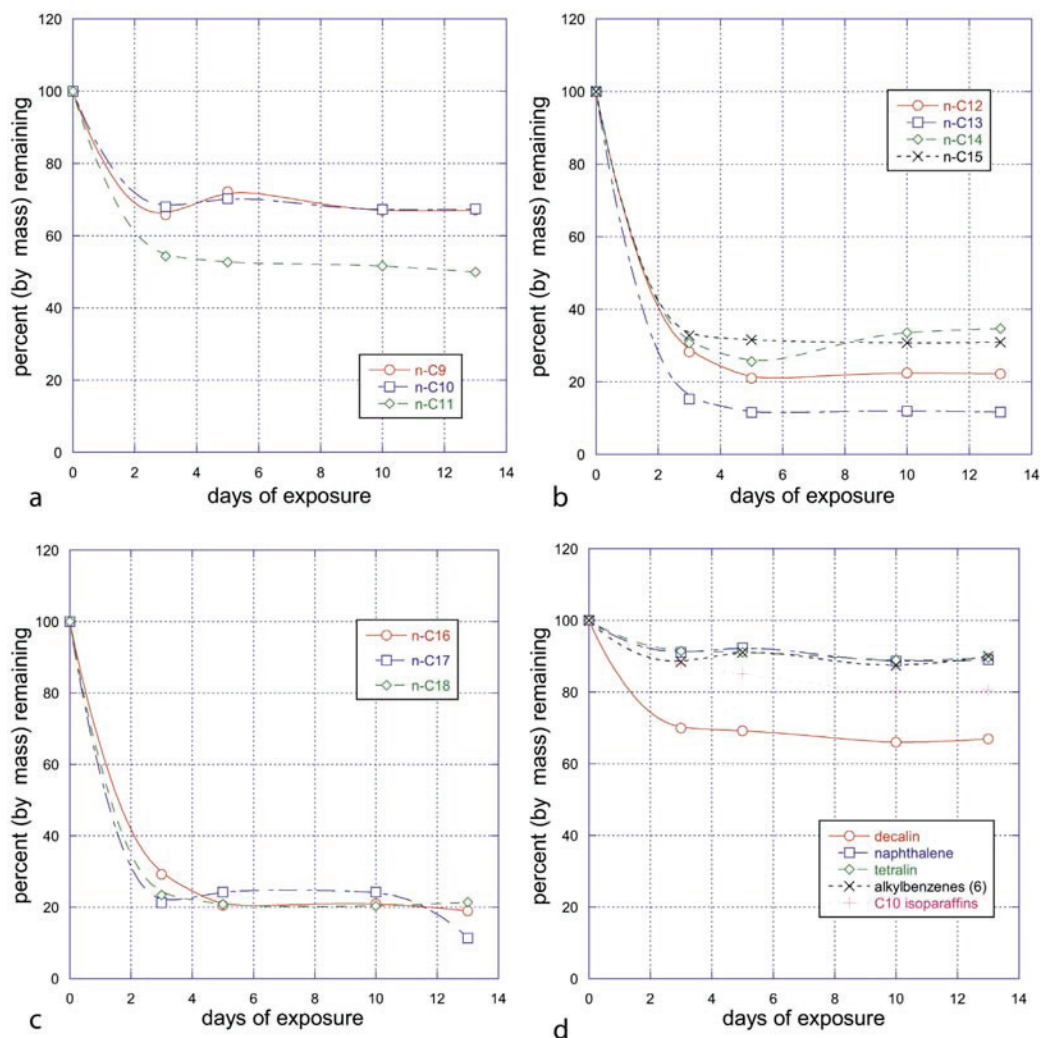 120
100
80
60
40
20
0
percent (by mass) remaining
n-C9
n-C10
n-C11
0 2 4 6 8 10 12 14
days of exposure
a
120
100
80
60
40
20
0
percent (by mass) remaining
n-C12
n-C13
n-C14
n-C15
0 2 4 6 8 10 12 14
days of exposure
b
120
100
80
60
40
20
0
percent (by mass) remaining
n-C16
n-C17
n-C18
0 2 4 6 8 10 12 14
days of exposure
c
120
100
80
60
40
20
0
percent (by mass) remaining
decalin
naphthalene
tetralin
alkylbenzenes (6)
C10 isoparaffins
0 2 4 6 8 10 12 14
days of exposure
d